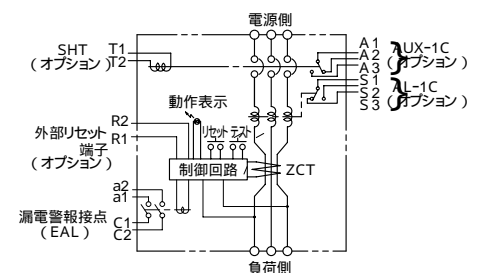 電源側
SHT T1
(オプション) T2
A1
A2
A3
AUX-1C
(オプション)
S1
S2
S3
AL-1C
(オプション)
動作表示
R2
R1
外部リセット
端子
(オプション)
リセット テスト
制御回路
ZCT
a2
a1
漏電警報接点
(EAL)
C1
C2
負荷側